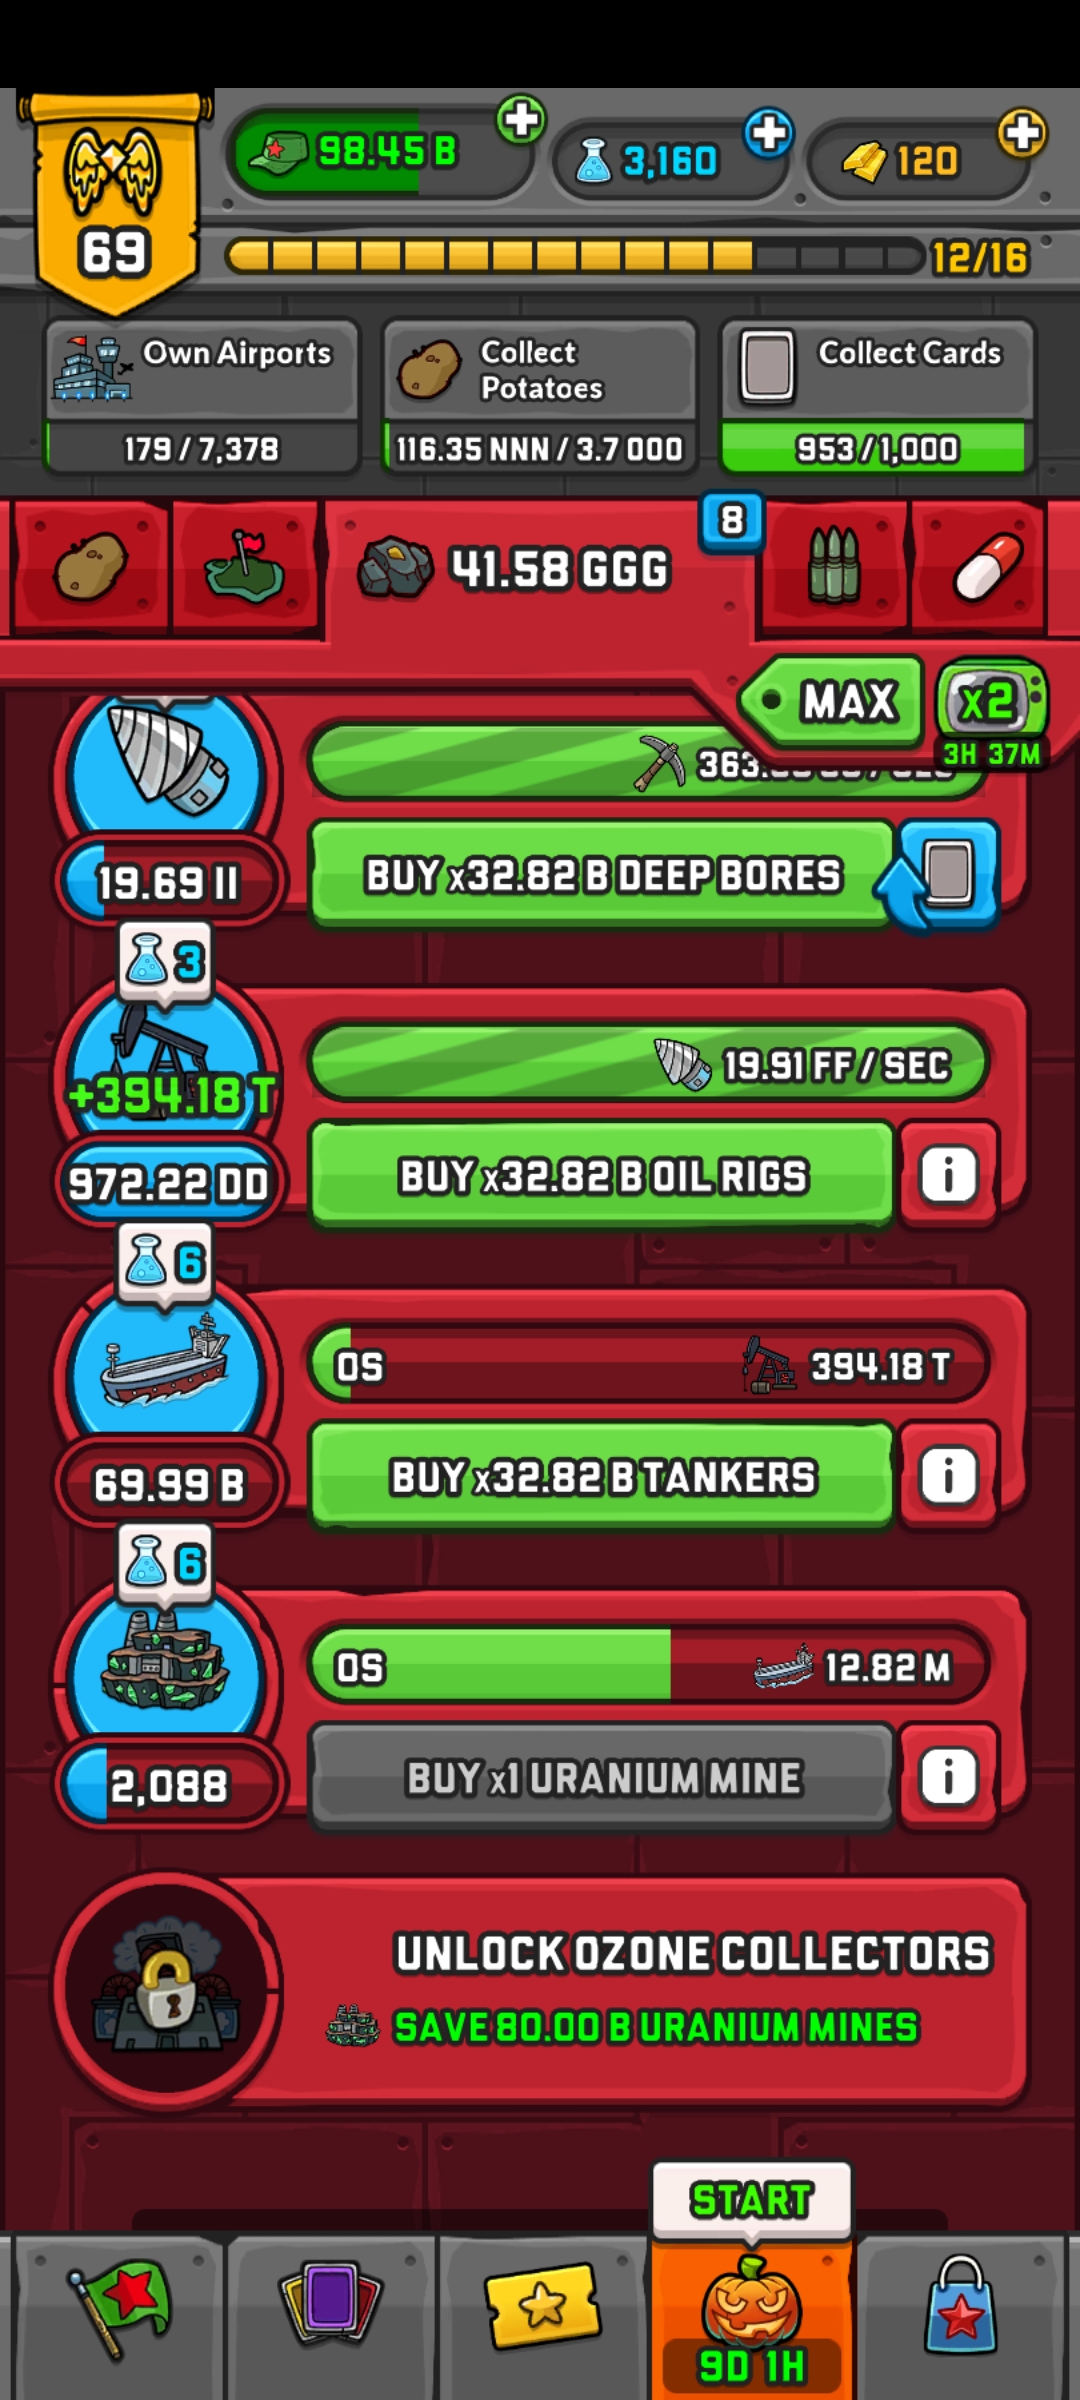 69
98.45 B
3,160
120
12/16
Own Airports
179 / 7,378
Collect
Potatoes
116.35 NNN / 3.7 OOO
Collect Cards
953 / 1,000
41.58 GGG
8
MAX
x2
3H 37M
19.69 II
BUY x32.82 B DEEP BORES
3
+394.18 T
19.91 FF / SEC
972.22 DD
BUY x32.82 B OIL RIGS
6
0S
394.18 T
69.99 B
BUY x32.82 B TANKERS
6
0S
12.82 M
2,088
BUY x1 URANIUM MINE
UNLOCK OZONE COLLECTORS
SAVE 80.00 B URANIUM MINES
START
9D 1H